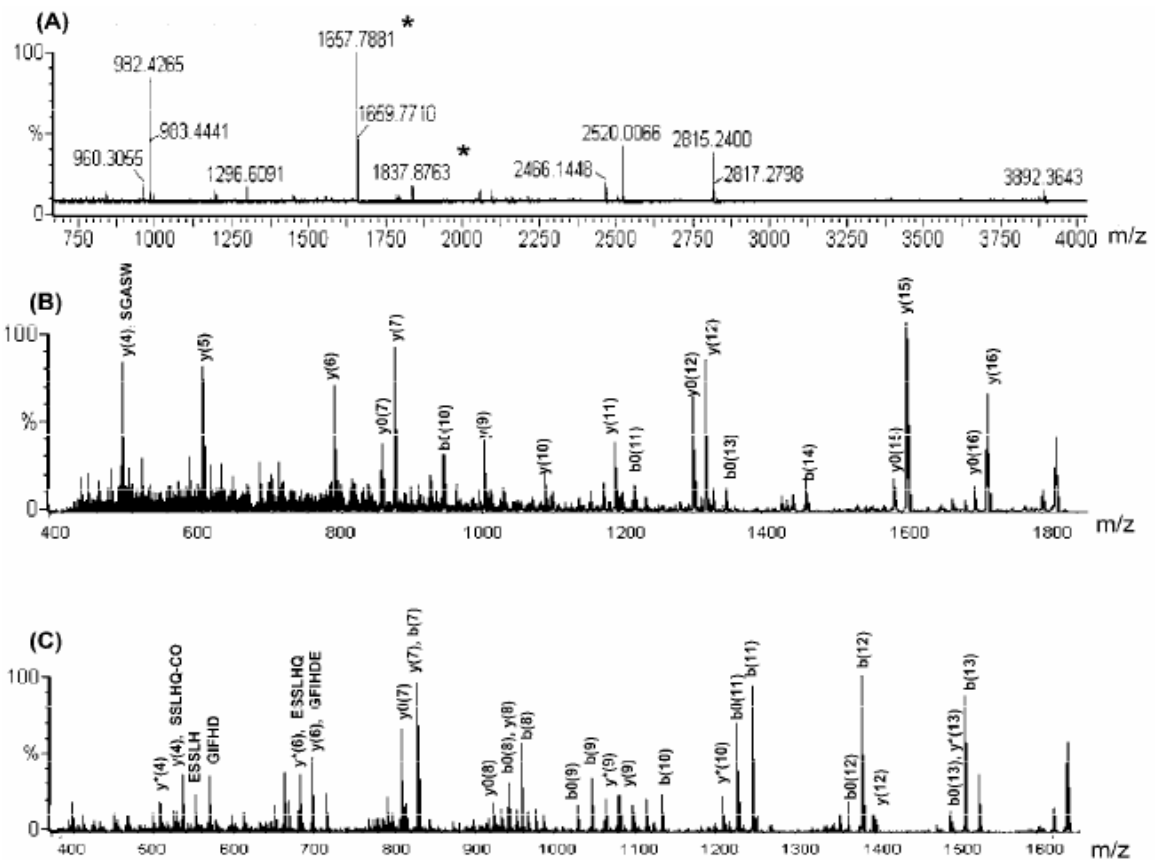 (A)
*
100
1657.7881
982.4265
%
983.4441
1659.7710
2520.0066
2815.2400
960.3055
1296.6091
1837.8763
*
2466.1448
2817.2798
3892.3643
0
750 1000 1250 1500 1750 2000 2250 2500 2750 3000 3250 3500 3750 4000 m/z
(B)
y(4), SGASW
y(5)
y(6)
y0(7)
y(7)
y(9)
y(10)
y(11)
b0(11)
y0(12)
y(12)
b0(13)
b(14)
y0(15)
y(15)
y0(16)
y(16)
100
%
0
400 600 800 1000 1200 1400 1600 1800 m/z
(C)
y*(4)
y(4), SSLHQ-CO
ESSLH
GIFHD
y*(6), ESSLHQ
y(6), GFIHDE
y0(7)
y(7), b(7)
y0(8)
b0(8), y(8)
b(8)
b0(9)
b(9)
y*(9)
y(9)
b(10)
y*(10)
b0(11)
b(11)
b0(12)
b(12)
y(12)
b0(13), y*(13)
b(13)
100
%
0
400 500 600 700 800 900 1000 1100 1200 1300 1400 1500 1600 m/z